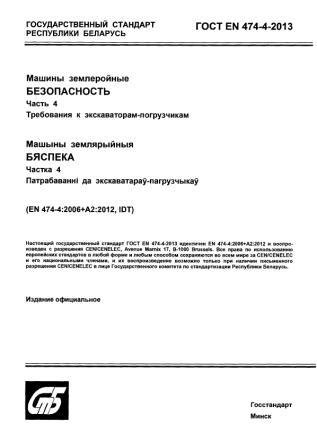 ГОСУДАРСТВЕННЫЙ СТАНДАРТ
РЕСПУБЛИКИ БЕЛАРУСЬ
ГОСТ EN 474-4-2013
Машины землеройные
БЕЗОПАСНОСТЬ
Часть 4
Требования к экскаваторам-погрузчикам
Машыны землярыйныя
БЯСПЕКА
Частка 4
Патрабаванні да экскаватараў-пагрузчыкаў
(EN 474-4:2006+A2:2012, IDT)
Настоящий государственный стандарт ГОСТ EN 474-4-2013 идентичен EN 474-4:2006+A2:2012 и воспро-
изведен с разрешения CEN/CENELEC, Avenue Marnix 17, B-1000 Brussels. Все права по использованию
европейских стандартов в любой форме и любым способом сохраняются во всем мире за CEN/CENELEC
и его национальными членами, и их воспроизведение возможно только при наличии письменного
разрешения CEN/CENELEC в лице Государственного комитета по стандартизации Республики Беларусь.
Издание официальное
СТБ
Госстандарт
Минск